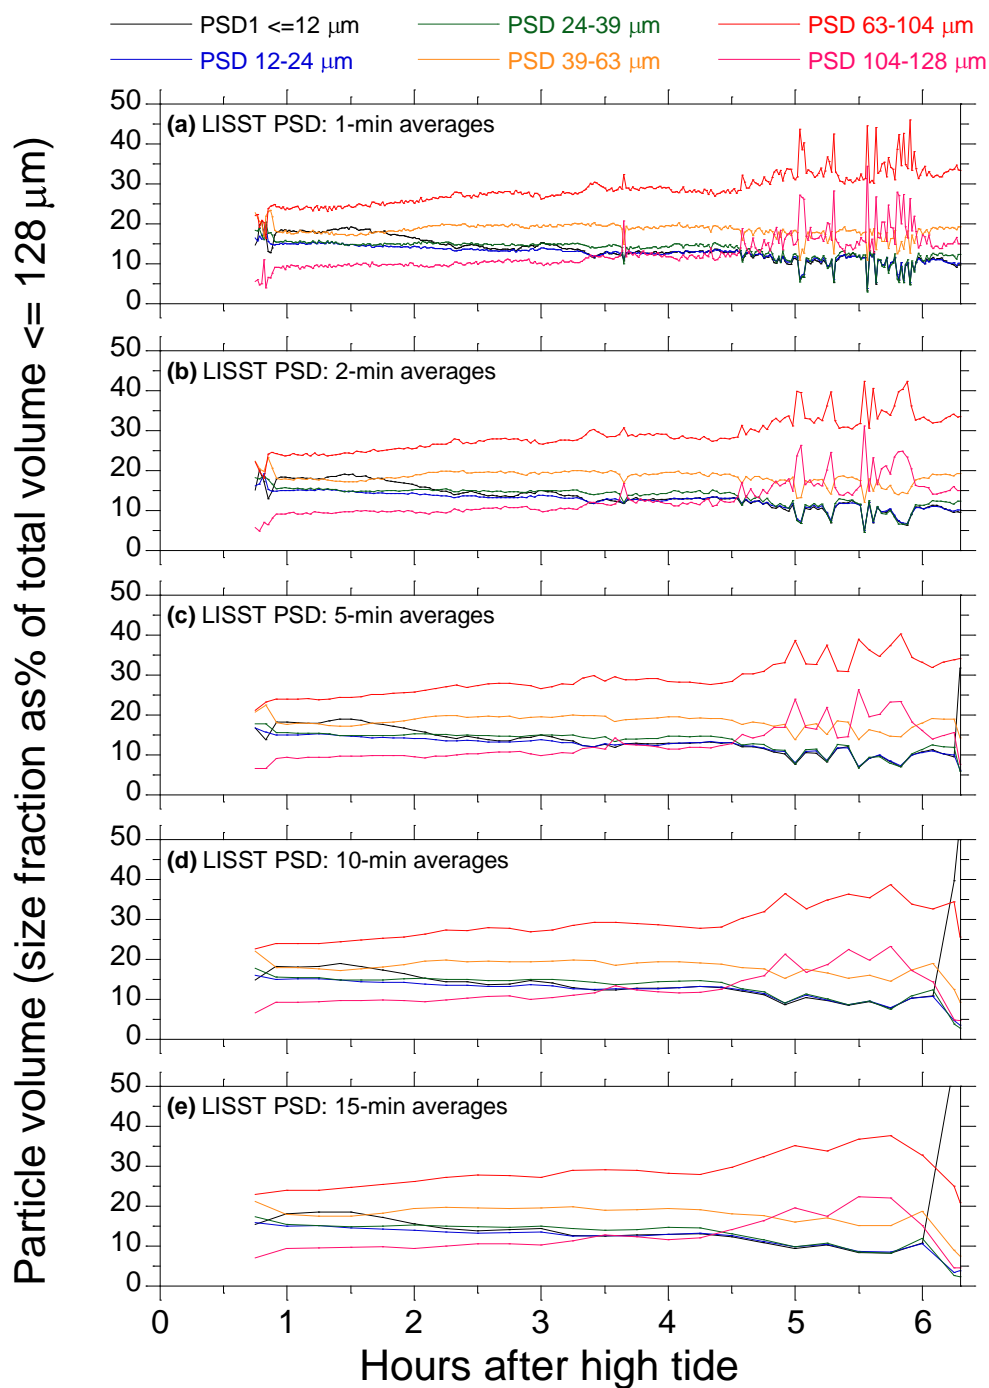 PSD1 <=12 μm
PSD 24-39 μm
PSD 63-104 μm
PSD 12-24 μm
PSD 39-63 μm
PSD 104-128 μm
Particle volume (size fraction as% of total volume <= 128 μm)
50
40
30
20
10
0
(a) LISST PSD: 1-min averages
50
40
30
20
10
0
(b) LISST PSD: 2-min averages
50
40
30
20
10
0
(c) LISST PSD: 5-min averages
50
40
30
20
10
0
(d) LISST PSD: 10-min averages
50
40
30
20
10
0
(e) LISST PSD: 15-min averages
0 1 2 3 4 5 6
Hours after high tide